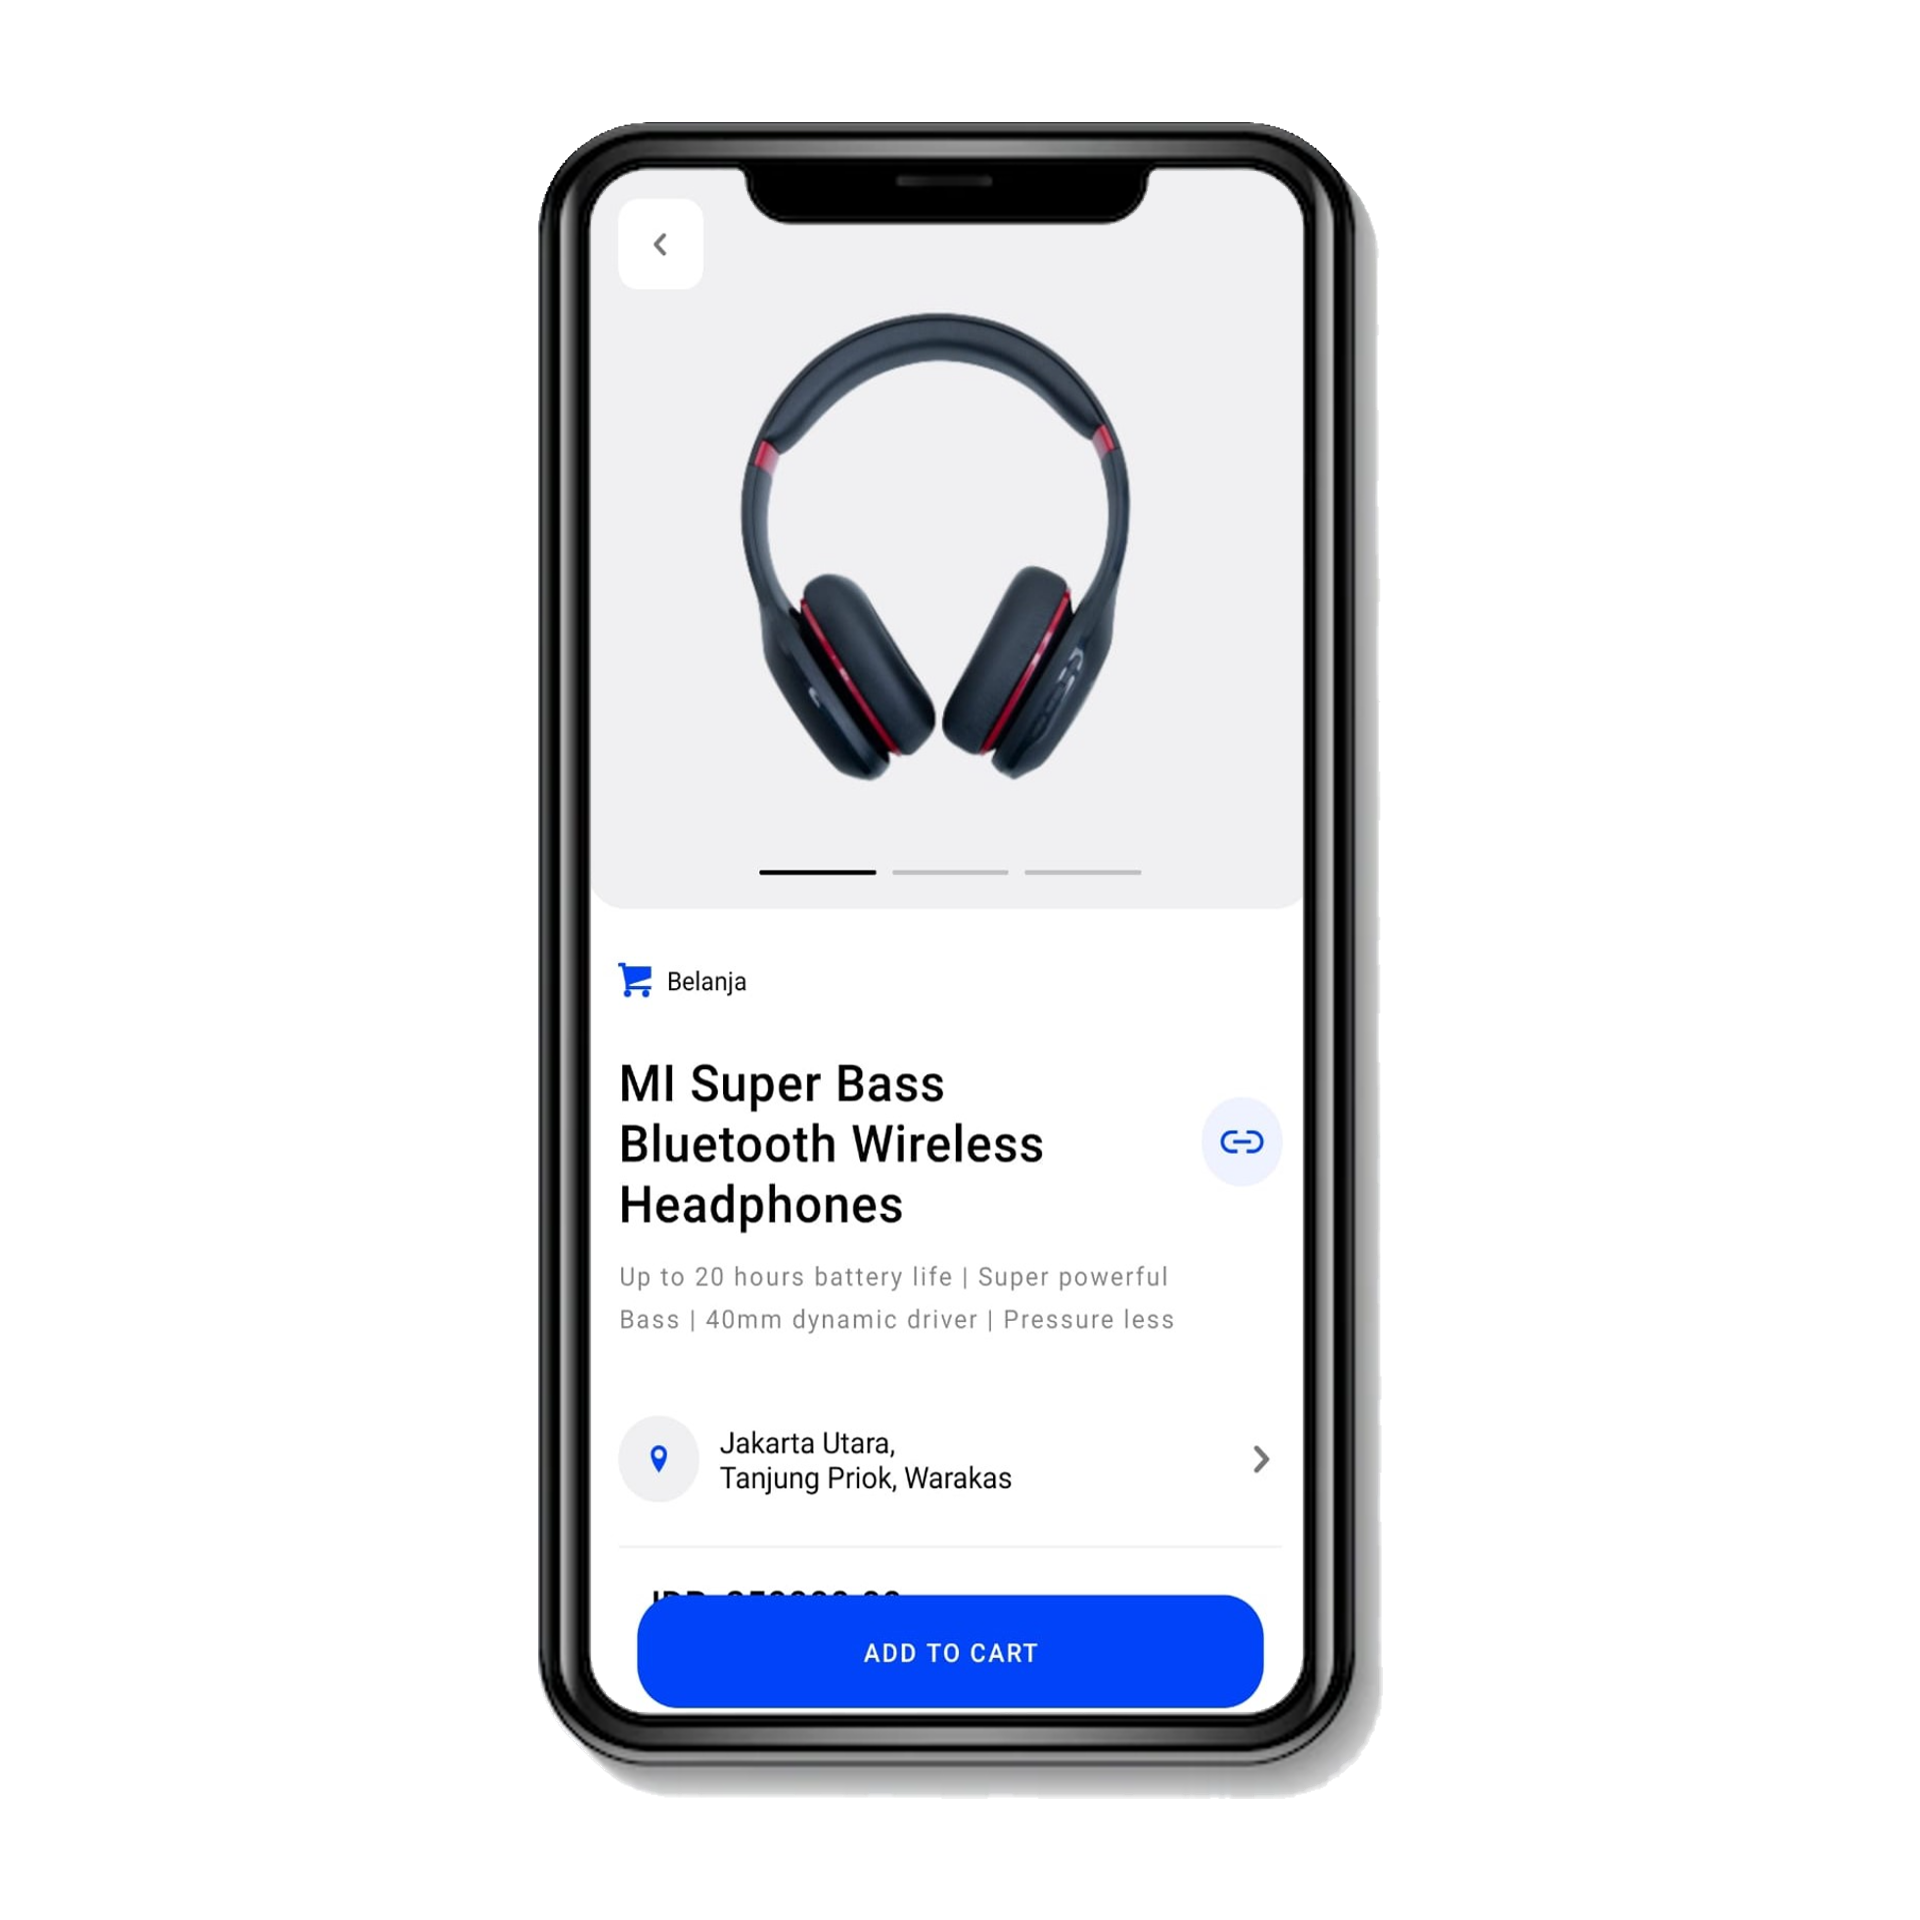 Belanja
MI Super Bass
Bluetooth Wireless
Headphones
Up to 20 hours battery life | Super powerful
Bass | 40mm dynamic driver | Pressure less
Jakarta Utara,
Tanjung Priok, Warakas
ADD TO CART